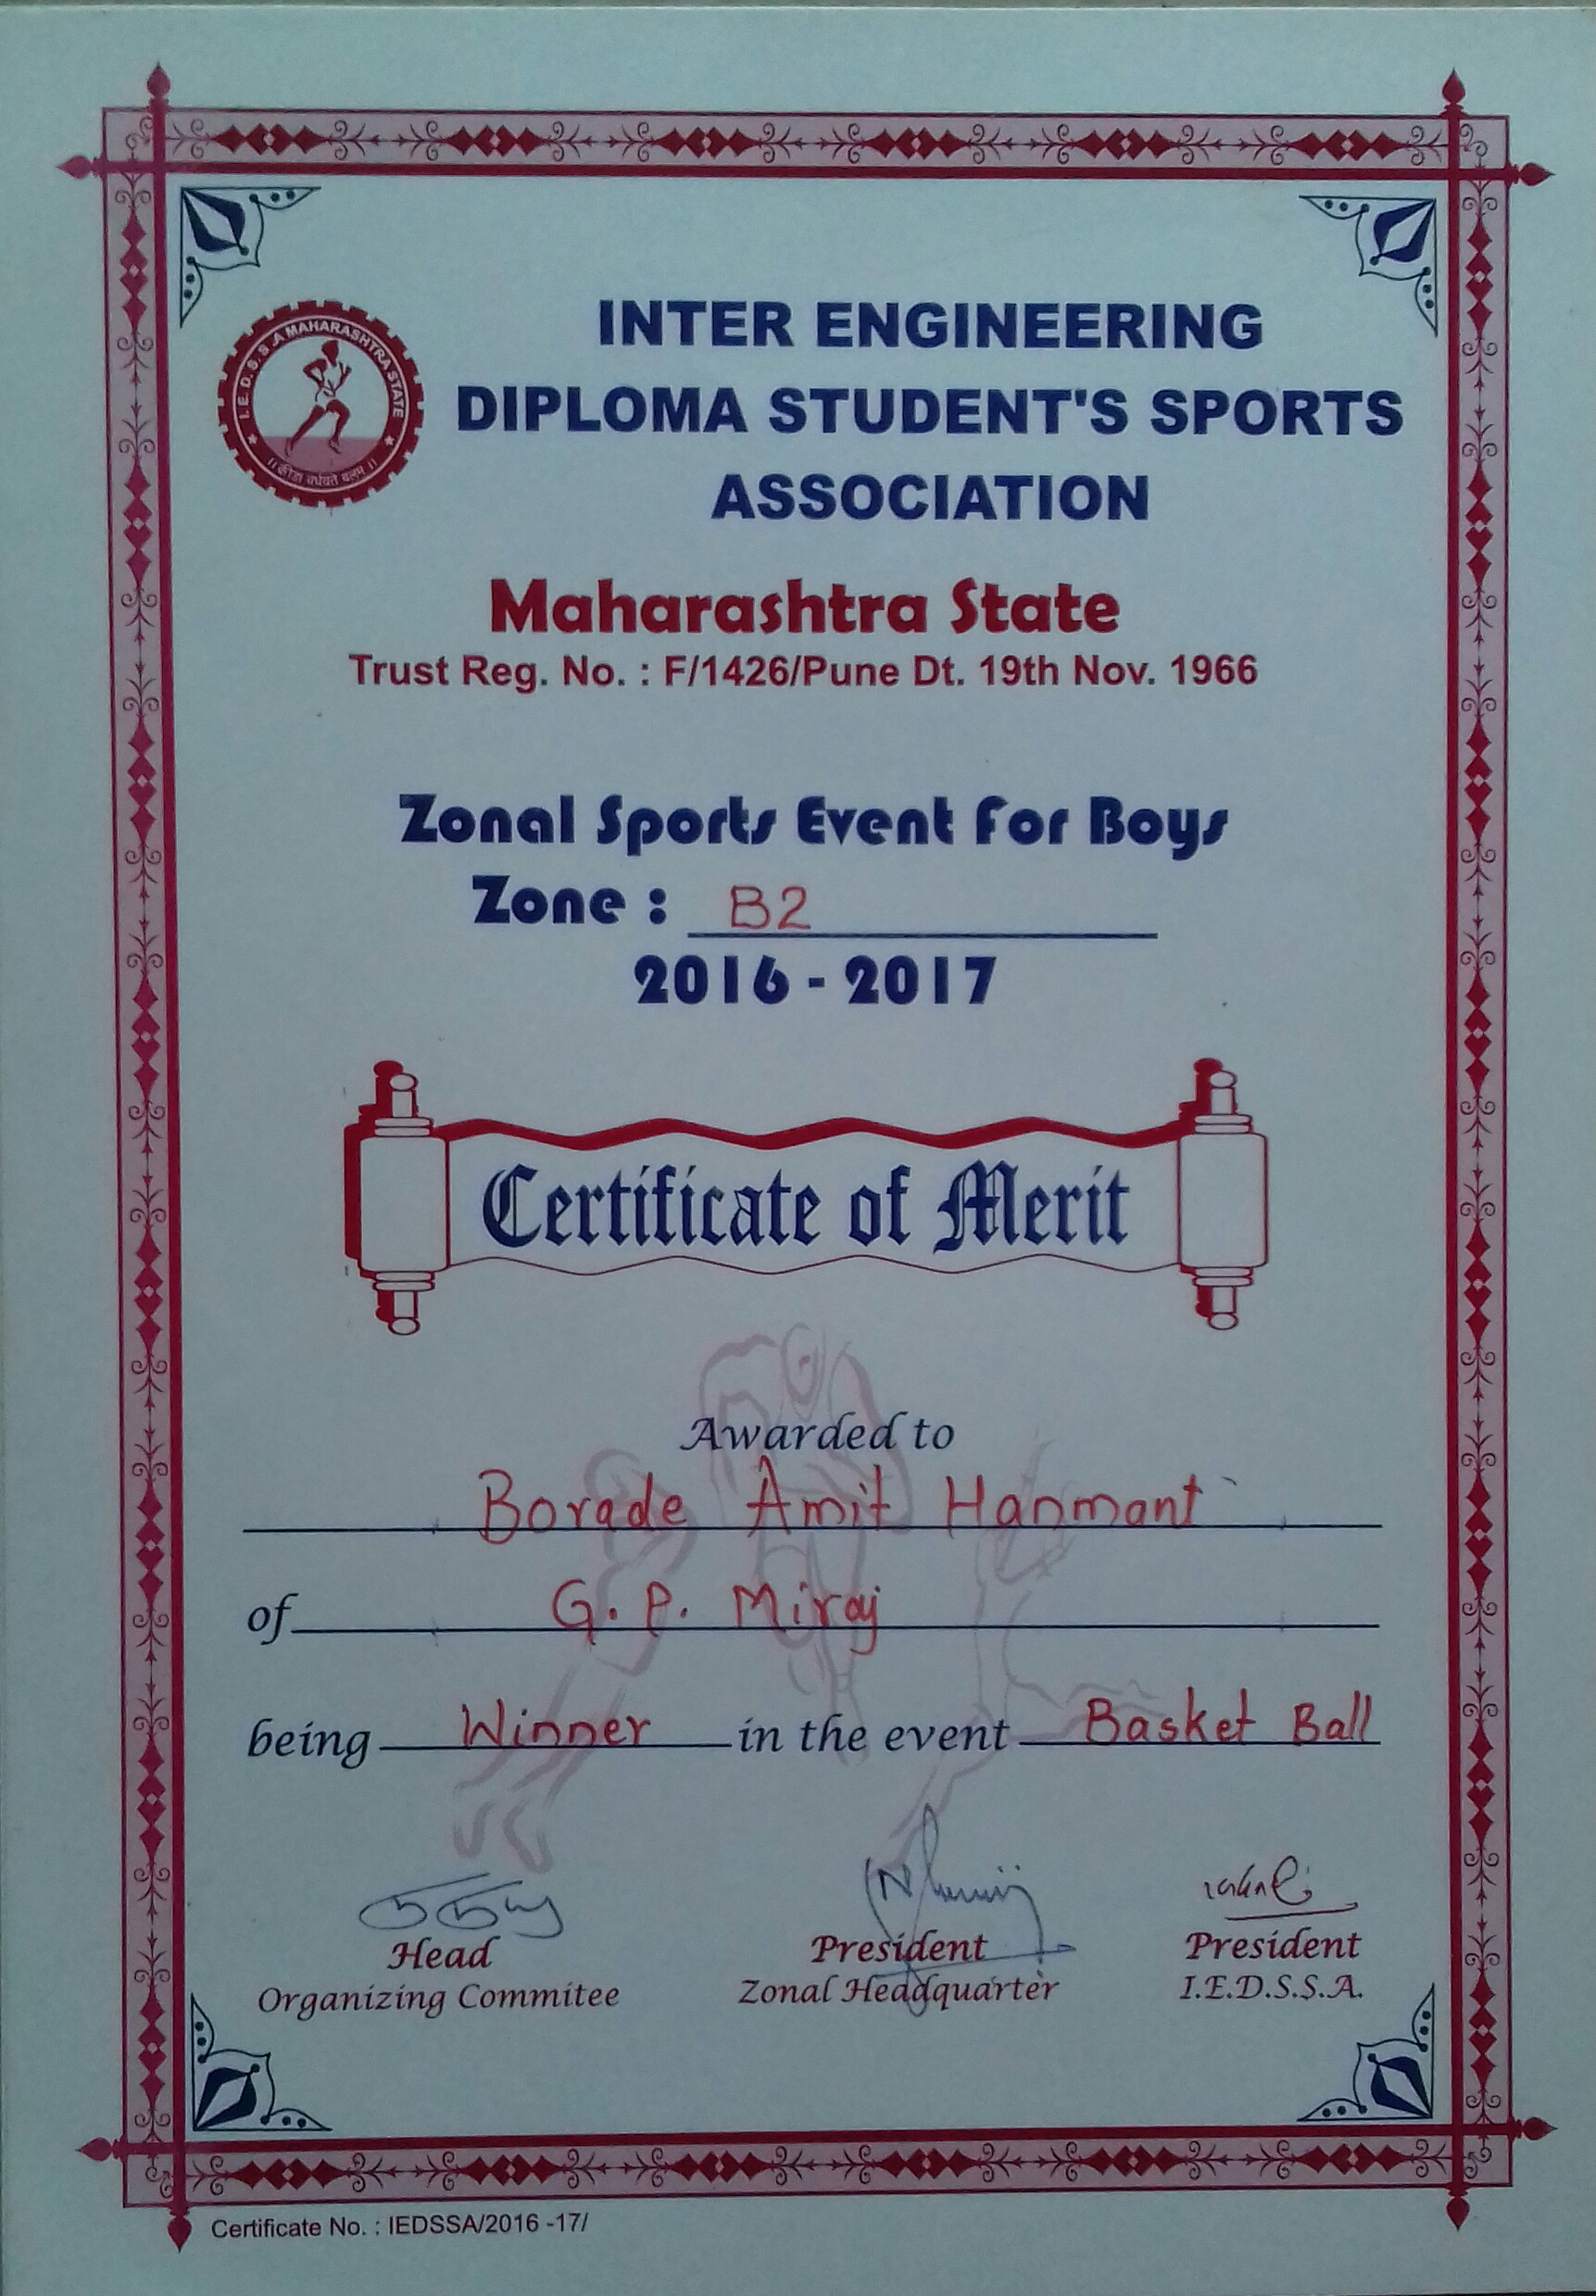 I. E. D. S. S .A MAHARASHTRA STATE
।। क्रीडा वर्धयते बलम् ।।
INTER ENGINEERING
DIPLOMA STUDENT'S SPORTS
ASSOCIATION
Maharashtra State
Trust Reg. No. : F/1426/Pune Dt. 19th Nov. 1966
Zonal Sports Event For Boys
Zone : B2
2016 - 2017
Certificate of Merit
Awarded to
Borade Amit Hanmant
of G. P. Miraj
being Winner in the event Basket Ball
Head President President
Organizing Commitee Zonal Headquarter I.E.D.S.S.A.
Certificate No. : IEDSSA/2016 -17/